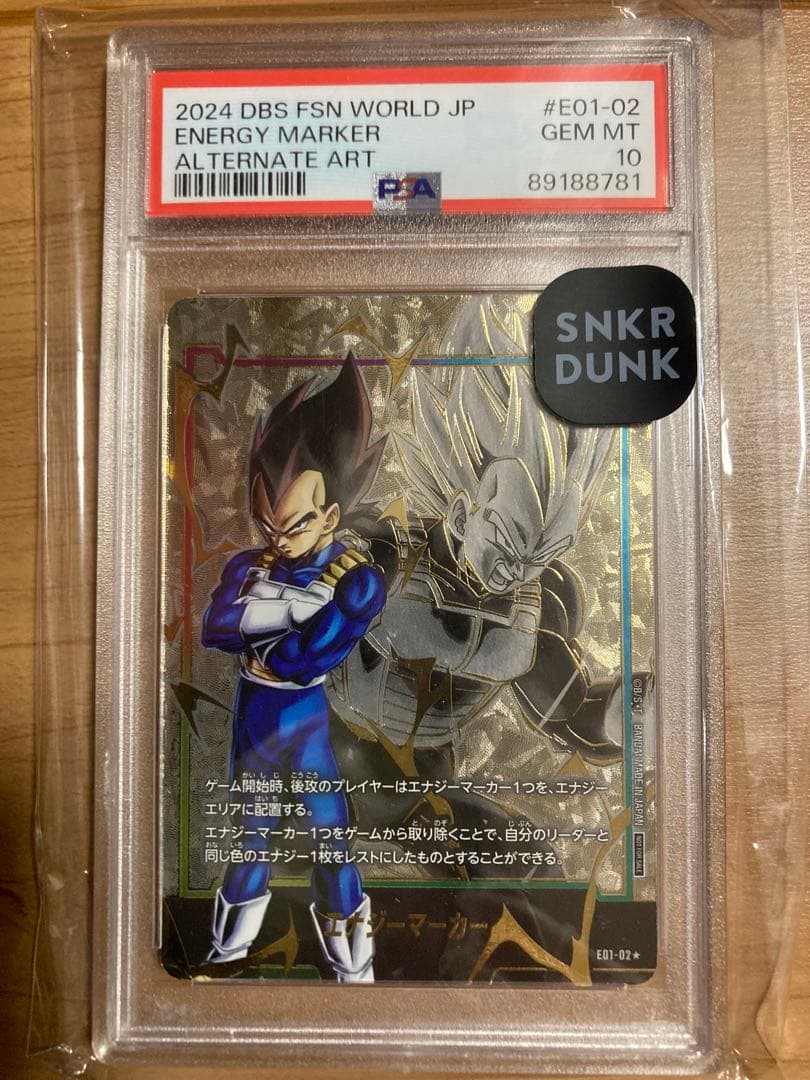 2024 DBS FSN WORLD JP #E01-02
ENERGY MARKER GEM MT
ALTERNATE ART 10
PSA 89188781
SNKR
DUNK
ゲーム開始時、後攻のプレイヤーはエナジーマーカー1つを、エナジー
エリアに配置する。
エナジーマーカー1つをゲームから取り除くことで、自分のリーダーと
同じ色のエナジー1枚をレストにしたものとすることができる。
エナジーマーカー
E01-02★
©B/S・T BANDAI MADE IN JAPAN
NOT FOR SALE